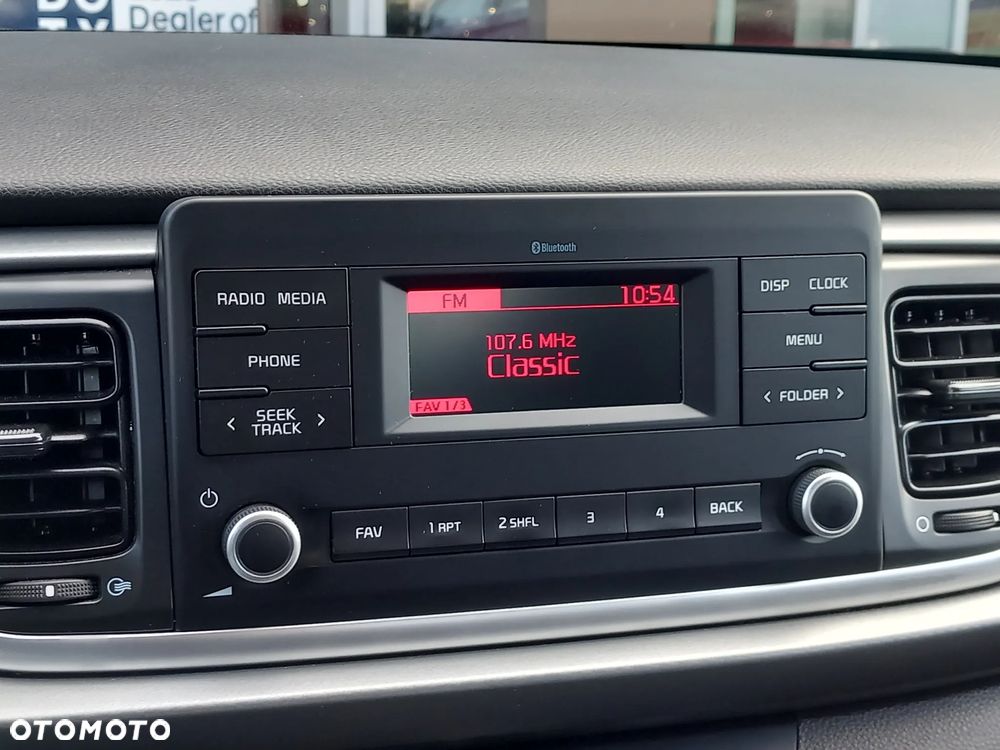 Dealer of
Bluetooth
RADIO MEDIA
PHONE
< SEEK TRACK >
FM 10:54
107.6 MHz
Classic
FAV 1/3
DISP CLOCK
MENU
< FOLDER >
FAV
1 RPT
2 SHFL
3
4
BACK
OTOMOTO